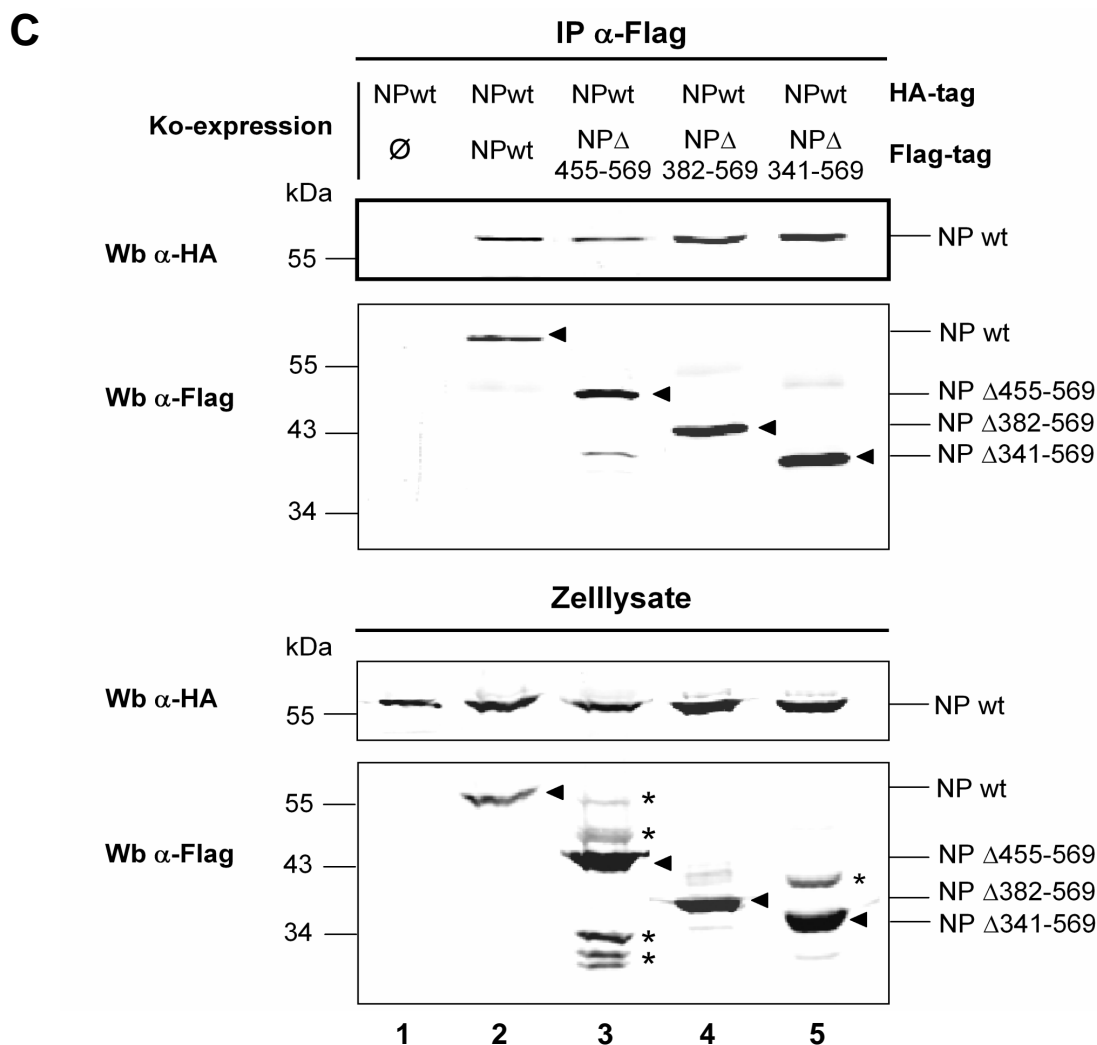 C
IP α-Flag
NPwt NPwt NPwt NPwt NPwt HA-tag
Ko-expression
Ø NPwt NPΔ NPΔ NPΔ Flag-tag
455-569 382-569 341-569
kDa
Wb α-HA 55 NP wt
NP wt
55
Wb α-Flag NP Δ455-569
43 NP Δ382-569
NP Δ341-569
34
Zelllysate
kDa
Wb α-HA 55 NP wt
NP wt
55
*
*
Wb α-Flag 43 NP Δ455-569
*
NP Δ382-569
34 NP Δ341-569
*
*
1 2 3 4 5